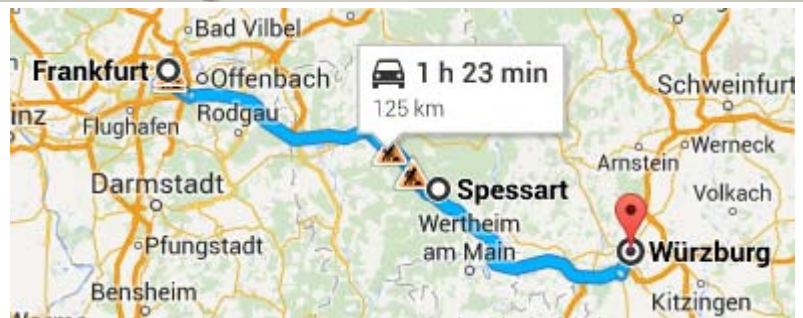 Bad Vilbel
Frankfurt
Offenbach
1 h 23 min
125 km
Schweinfurt
Flughafen
Rodgau
Werneck
Arnstein
Darmstadt
Spessart
Volkach
Wertheim
am Main
Pfungstadt
Würzburg
Bensheim
Kitzingen